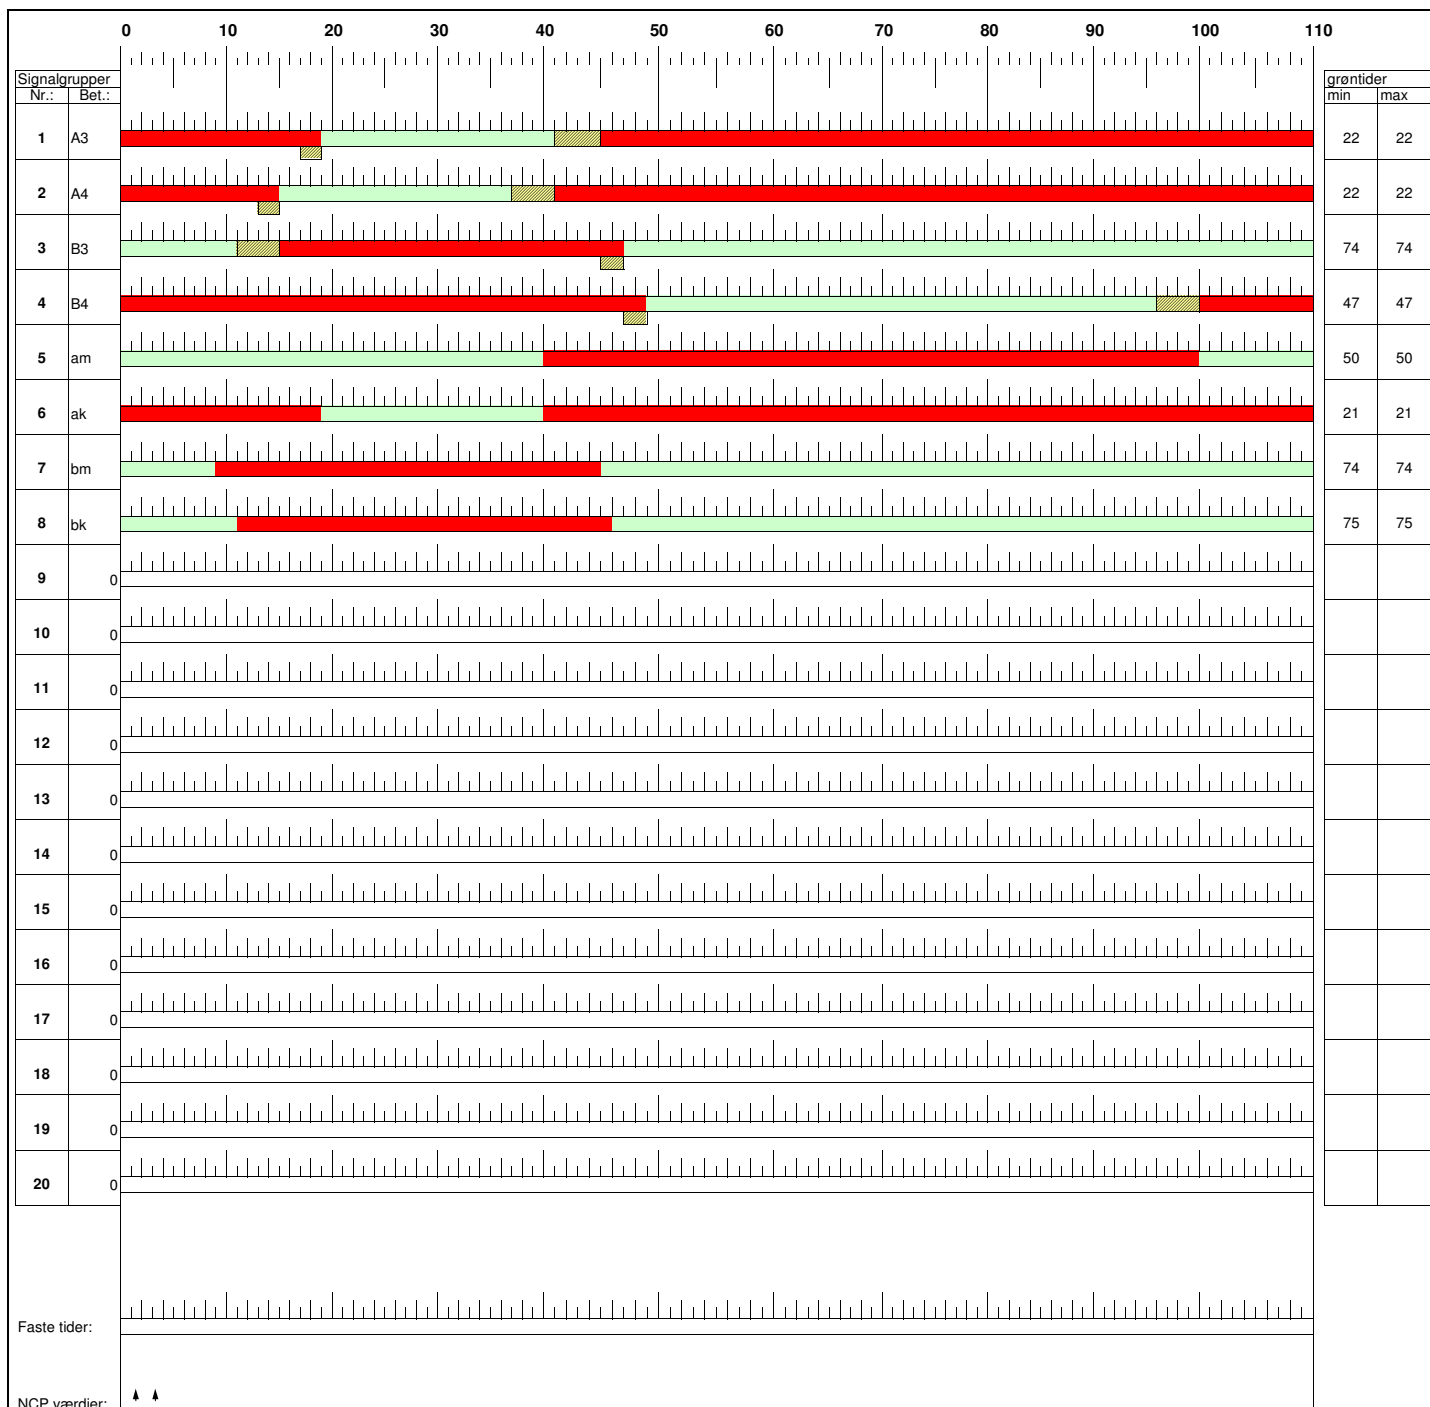 0 10 20 30 40 50 60 70 80 90 100 110
Signalgrupper grøntider
Nr.: Bet.: min max
1 A3 22 22
2 A4 22 22
3 B3 74 74
4 B4 47 47
5 am 50 50
6 ak 21 21
7 bm 74 74
8 bk 75 75
9 0
10 0
11 0
12 0
13 0
14 0
15 0
16 0
17 0
18 0
19 0
20 0
Faste tider:
NCP værdier: